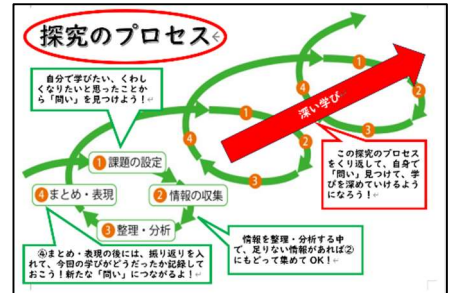 探究のプロセス
自分で学びたい、くわし
くなりたいと思ったことか
ら「問い」を見つけよう！
① 課題の設定
② 情報の収集
③ 整理・分析
④ まとめ・表現
④まとめ・表現の後には、振り返りを入
れて、今回の学びがどうだったか記録して
おこう！新たな「問い」につながるよ！
情報を整理・分析する中
で、足りない情報があれば②
にもどって集めてOK！
①
②
③
④
①
②
③
④
深い学び
この探究のプロセス
をくり返して、自身で
「問い」見つけて、学
びを深めていけるよう
になろう！